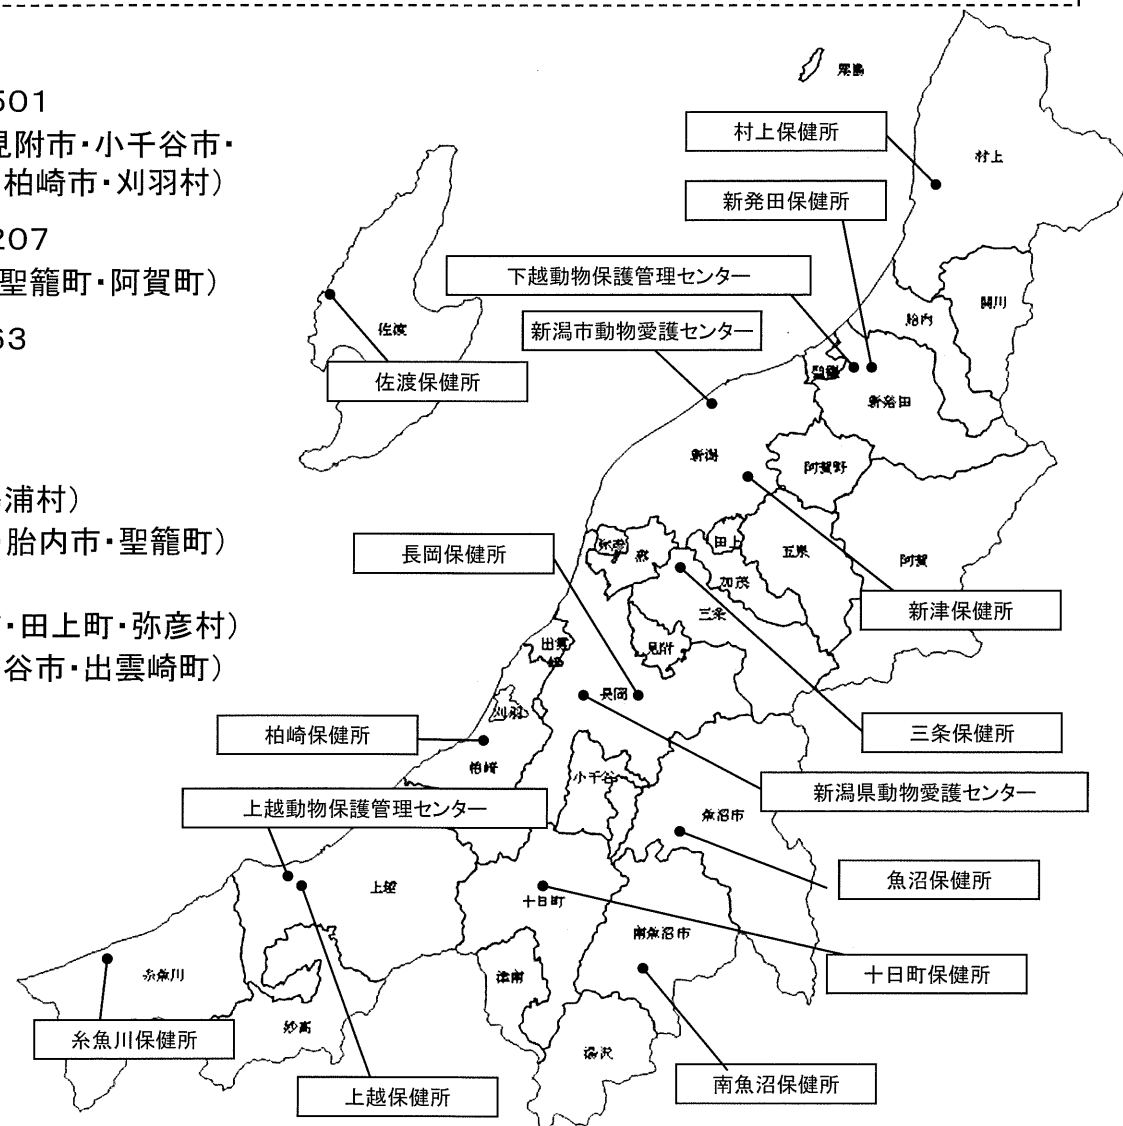 501
見附市・小千谷市・
柏崎市・刈羽村）
207
聖籠町・阿賀町）
63
浦村）
胎内市・聖籠町）
・田上町・弥彦村）
谷市・出雲崎町）
粟島
村上保健所
村上
新発田保健所
下越動物保護管理センター
関川
胎内
佐渡
新潟市動物愛護センター
佐渡保健所
聖籠
新発田
新潟
阿賀野
長岡保健所
弥彦
燕
田上
五泉
阿賀
加茂
三条
新津保健所
出雲崎
見附
長岡
刈羽
柏崎保健所
三条保健所
柏崎
小千谷
新潟県動物愛護センター
上越動物保護管理センター
魚沼市
魚沼保健所
上越
十日町
南魚沼市
糸魚川
津南
十日町保健所
妙高
糸魚川保健所
湯沢
南魚沼保健所
上越保健所